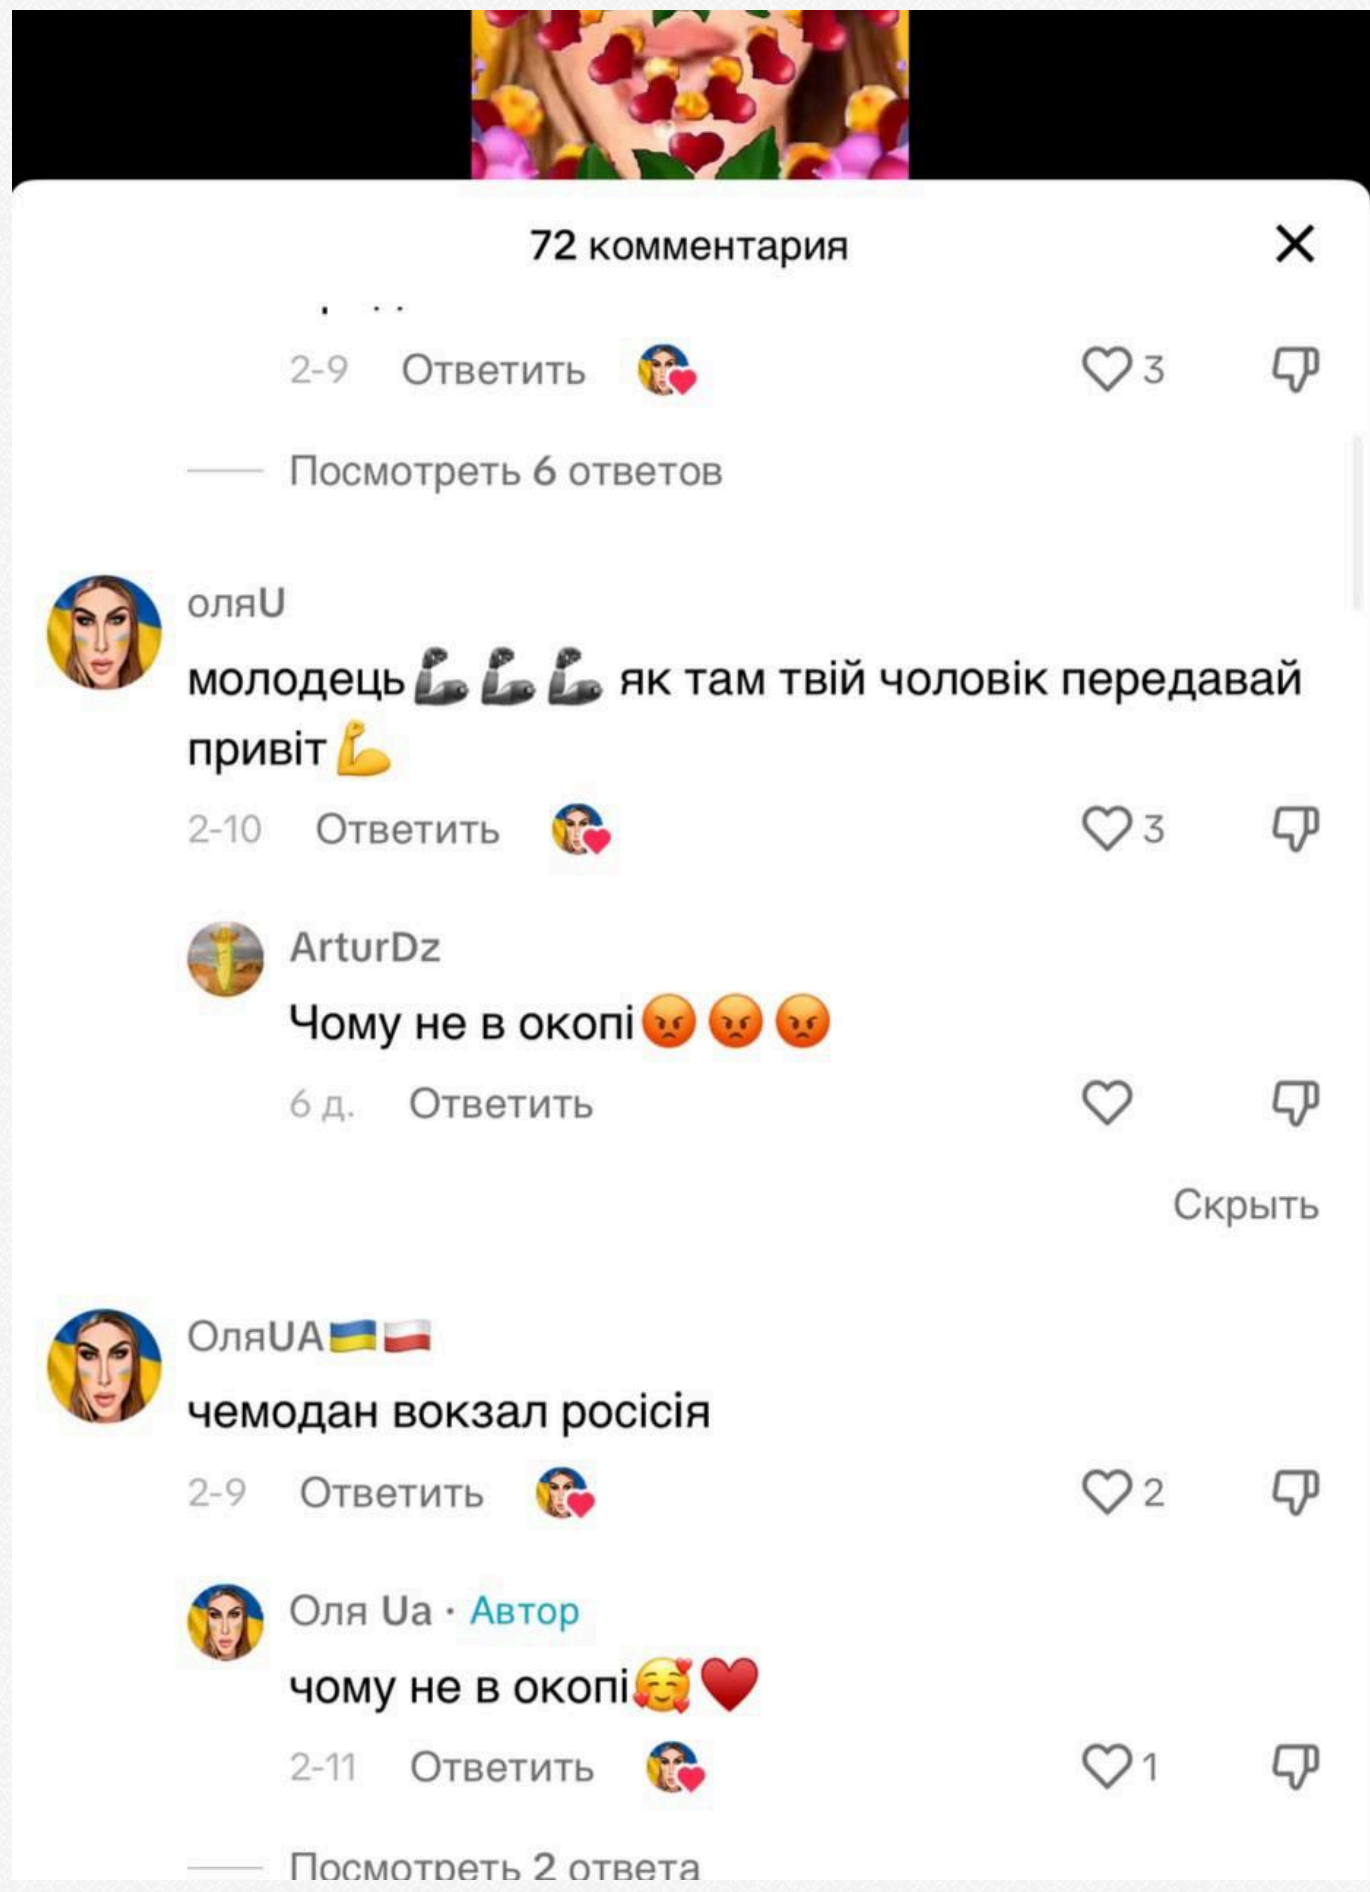 72 комментария
2-9 Ответить 3
Посмотреть 6 ответов
оляU
молодець🦾🦾🦾 як там твій чоловік передавай
привіт💪
2-10 Ответить 3
ArturDz
Чому не в окопі😡😡😡
6 д. Ответить
Скрыть
ОляUA🇺🇦🇵🇱
чемодан вокзал росісія
2-9 Ответить 2
Оля Ua · Автор
чому не в окопі🥰♥️
2-11 Ответить 1
Посмотреть 2 ответа